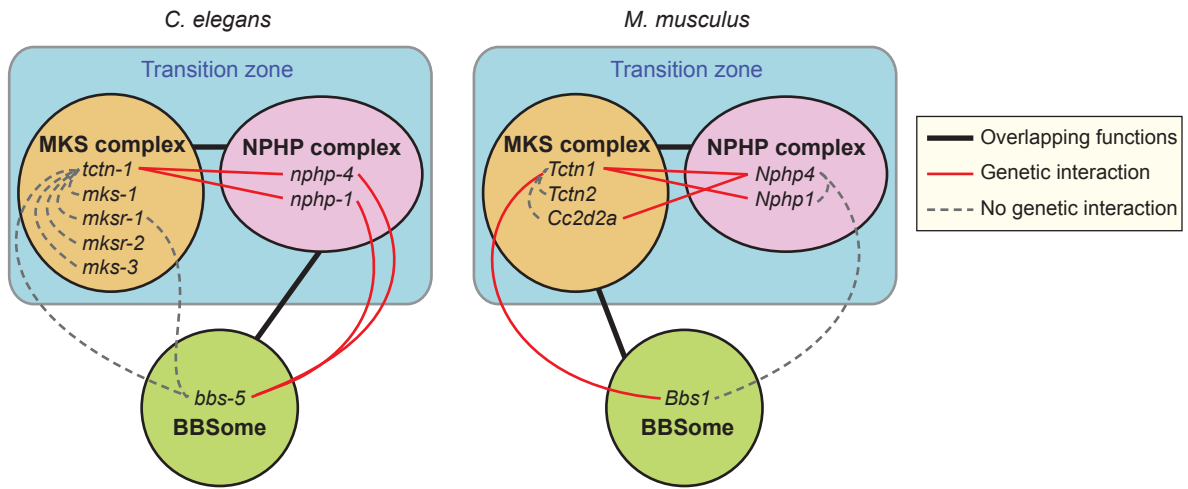 C. elegans
Transition zone
MKS complex
tctn-1
mks-1
mksr-1
mksr-2
mks-3
NPHP complex
nphp-4
nphp-1
bbs-5
BBSome
M. musculus
Transition zone
MKS complex
Tctn1
Tctn2
Cc2d2a
NPHP complex
Nphp4
Nphp1
Bbs1
BBSome
Overlapping functions
Genetic interaction
No genetic interaction